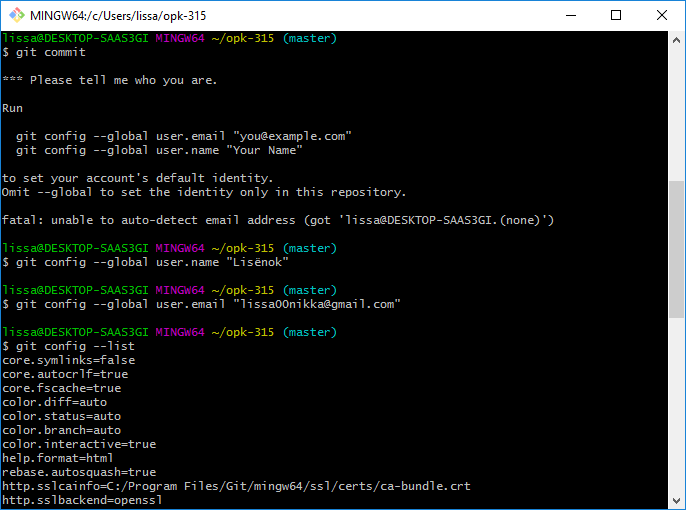 MINGW64:/c/Users/lissa/opk-315
lissa@DESKTOP-SAAS3GI MINGW64 ~/opk-315 (master)
$ git commit
*** Please tell me who you are.
Run
  git config --global user.email "you@example.com"
  git config --global user.name "Your Name"
to set your account's default identity.
Omit --global to set the identity only in this repository.
fatal: unable to auto-detect email address (got 'lissa@DESKTOP-SAAS3GI.(none)')
lissa@DESKTOP-SAAS3GI MINGW64 ~/opk-315 (master)
$ git config --global user.name "Lisёnok"
lissa@DESKTOP-SAAS3GI MINGW64 ~/opk-315 (master)
$ git config --global user.email "lissa00nikka@gmail.com"
lissa@DESKTOP-SAAS3GI MINGW64 ~/opk-315 (master)
$ git config --list
core.symlinks=false
core.autocrlf=true
core.fscache=true
color.diff=auto
color.status=auto
color.branch=auto
color.interactive=true
help.format=html
rebase.autosquash=true
http.sslcainfo=C:/Program Files/Git/mingw64/ssl/certs/ca-bundle.crt
http.sslbackend=openssl